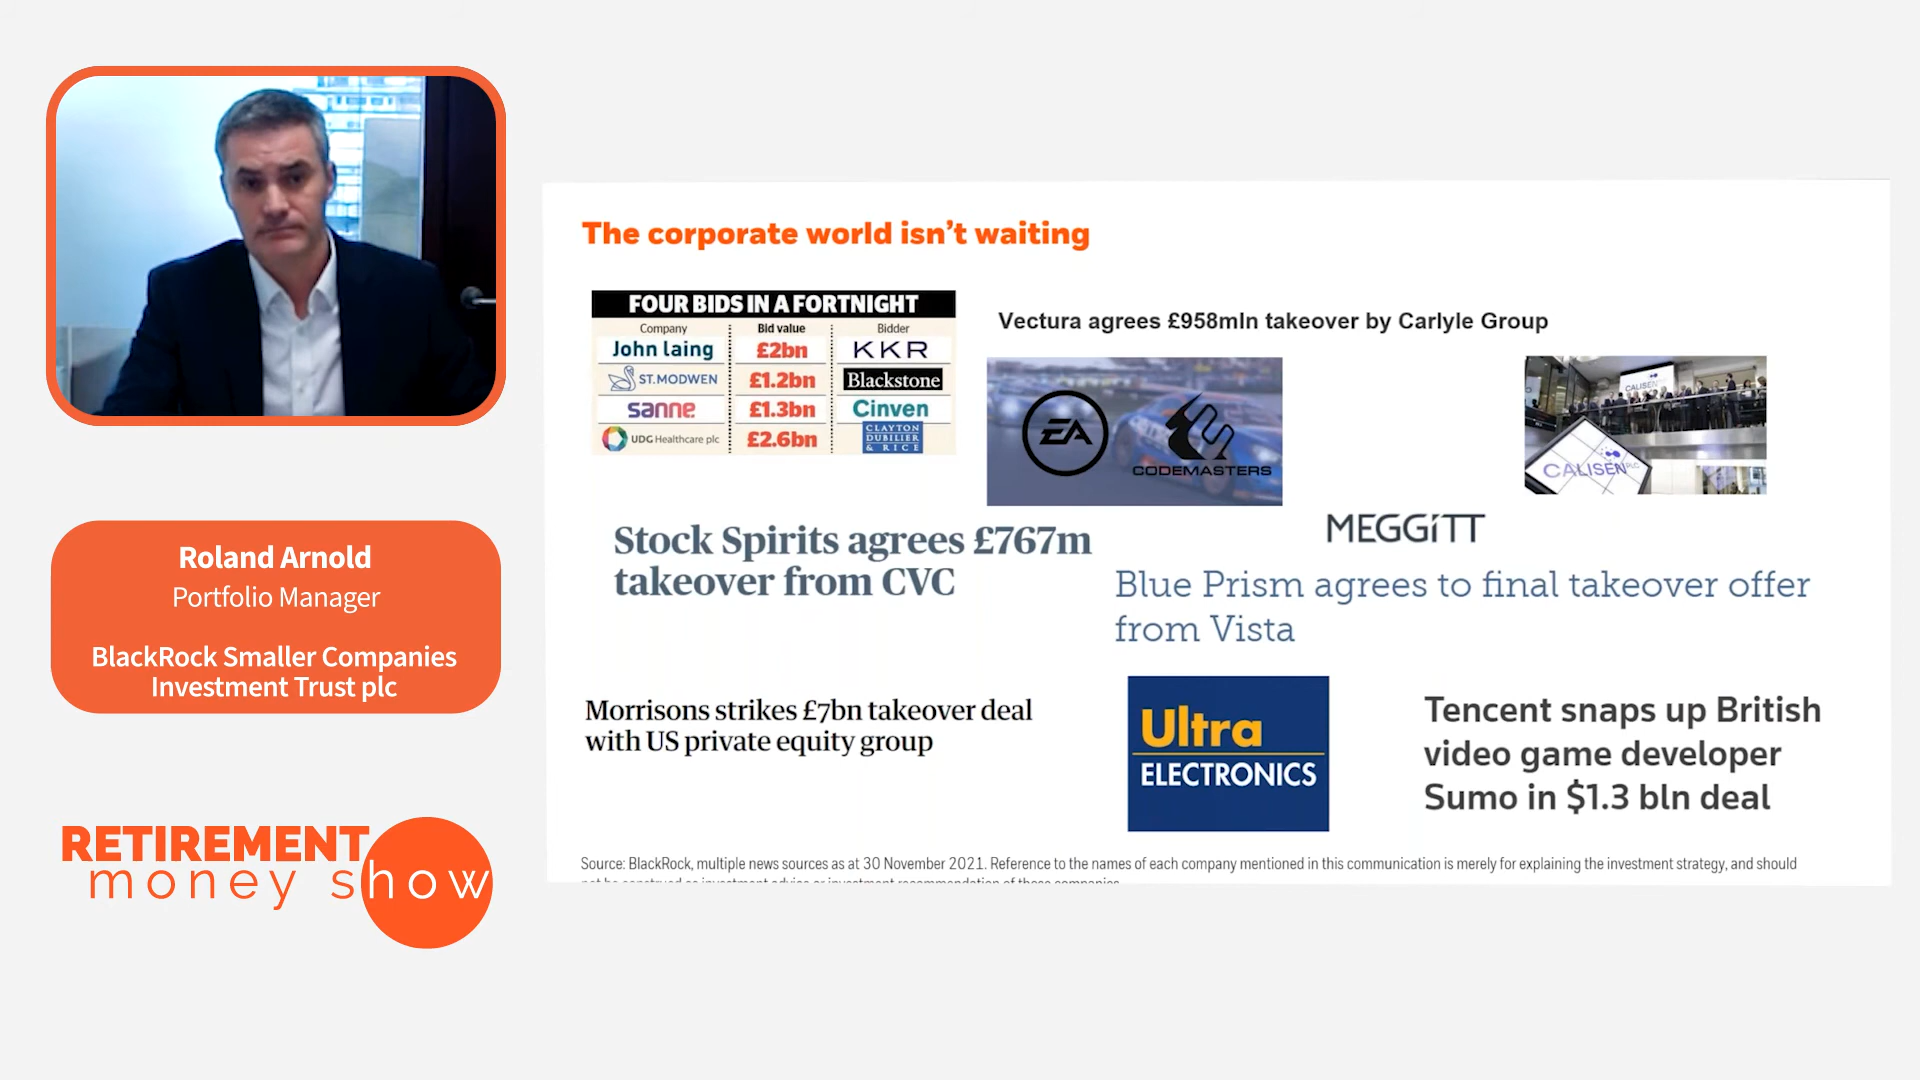 Roland Arnold
Portfolio Manager
BlackRock Smaller Companies
Investment Trust plc
RETIREMENT
money show
The corporate world isn't waiting
FOUR BIDS IN A FORTNIGHT
Company Bid value Bidder
John laing £2bn KKR
ST.MODWEN £1.2bn Blackstone
sanne £1.3bn Cinven
UDG Healthcare plc £2.6bn CLAYTON
DUBILIER
& RICE
Vectura agrees £958mln takeover by Carlyle Group
EA
CODEMASTERS
CALISEN
CALISEN PLC
Stock Spirits agrees £767m
takeover from CVC
MEGGiTT
Blue Prism agrees to final takeover offer
from Vista
Morrisons strikes £7bn takeover deal
with US private equity group
Ultra
ELECTRONICS
Tencent snaps up British
video game developer
Sumo in $1.3 bln deal
Source: BlackRock, multiple news sources as at 30 November 2021. Reference to the names of each company mentioned in this communication is merely for explaining the investment strategy, and should